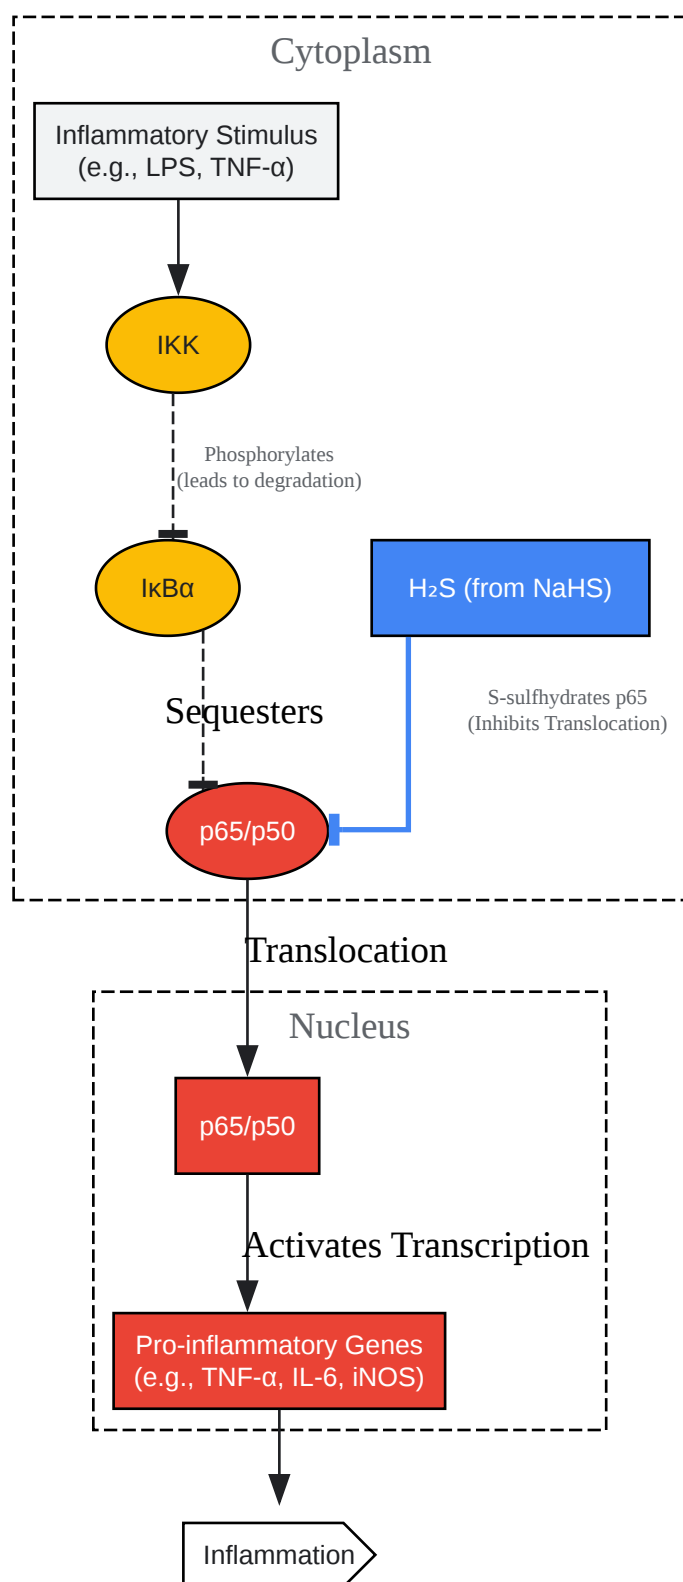 Cytoplasm
Inflammatory Stimulus
(e.g., LPS, TNF-α)
IKK
Phosphorylates
(leads to degradation)
IκBα
H₂S (from NaHS)
Sequesters
S-sulfhydrates p65
(Inhibits Translocation)
p65/p50
Translocation
Nucleus
p65/p50
Activates Transcription
Pro-inflammatory Genes
(e.g., TNF-α, IL-6, iNOS)
Inflammation